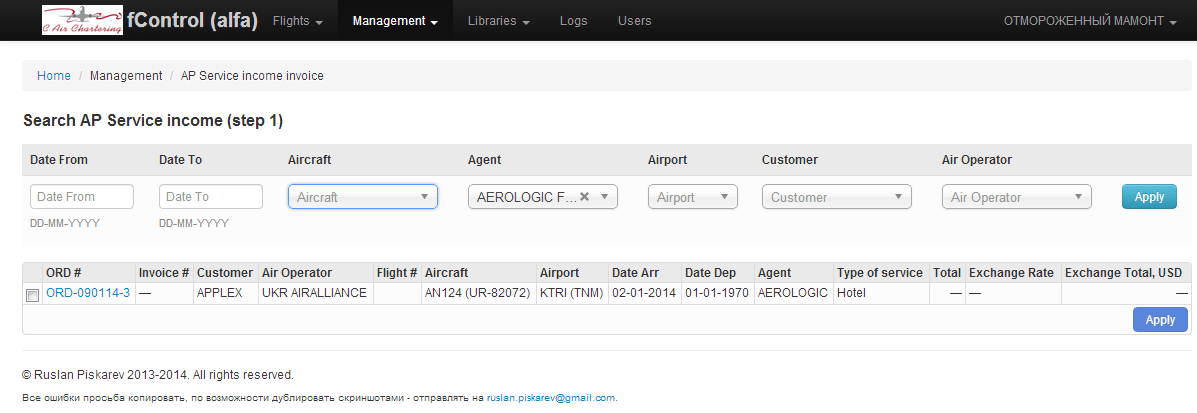 C Air Chartering fControl (alfa) Flights Management Libraries Logs Users ОТМОРОЖЕННЫЙ МАМОНТ
Home / Management / AP Service income invoice
Search AP Service income (step 1)
Date From Date To Aircraft Agent Airport Customer Air Operator
Date From Date To Aircraft AEROLOGIC F... Airport Customer Air Operator Apply
DD-MM-YYYY DD-MM-YYYY
ORD # Invoice # Customer Air Operator Flight # Aircraft Airport Date Arr Date Dep Agent Type of service Total Exchange Rate Exchange Total, USD
ORD-090114-3 — APPLEX UKR AIRALLIANCE AN124 (UR-82072) KTRI (TNM) 02-01-2014 01-01-1970 AEROLOGIC Hotel — — —
Apply
© Ruslan Piskarev 2013-2014. All rights reserved.
Все ошибки просьба копировать, по возможности дублировать скриншотами - отправлять на ruslan.piskarev@gmail.com.